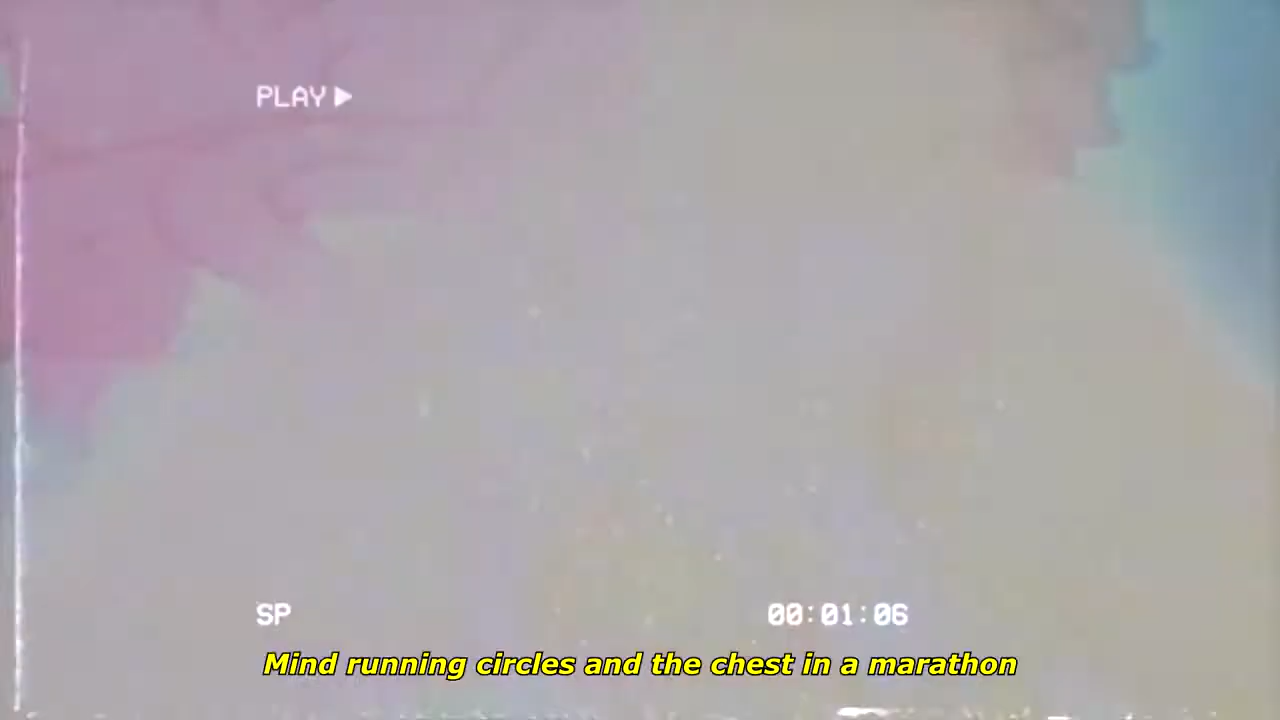 PLAY ▶
SP
00:01:06
Mind running circles and the chest in a marathon